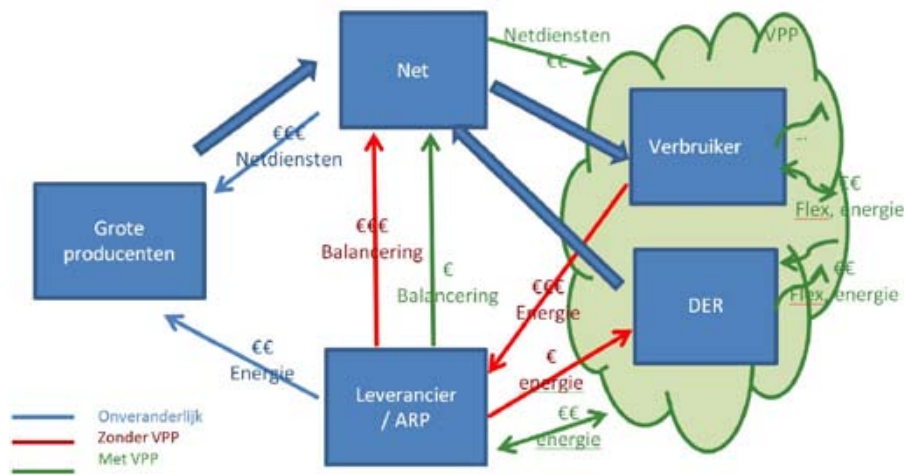 Netdiensten
€€
VPP
Net
€€€
Netdiensten
Verbruiker
..
€€
Flex, energie
Grote
producenten
€€€
Balancering
€
Balancering
€€
Flex, energie
€€€
Energie
DER
€€
Energie
€
energie
Leverancier
/ ARP
€€
energie
Onveranderlijk
Zonder VPP
Met VPP